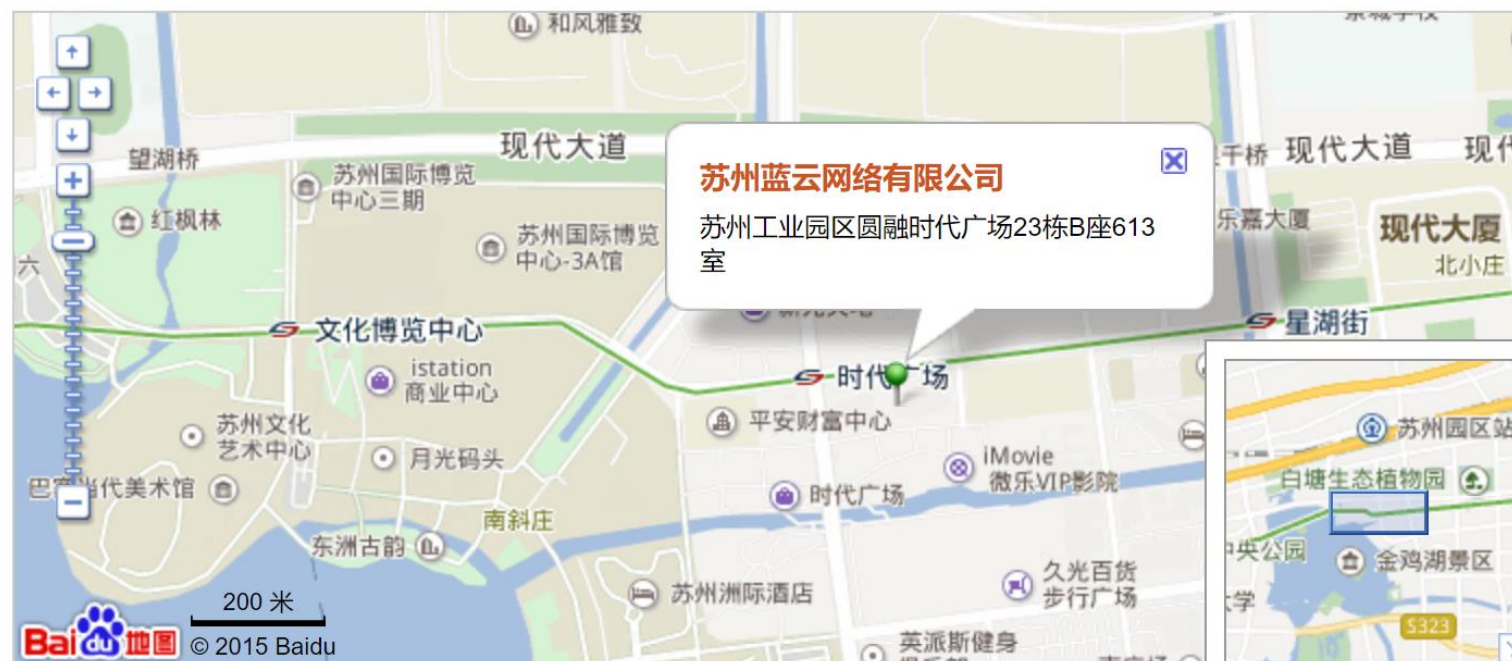 和风雅致
现代大道
望湖桥
苏州国际博览
中心三期
红枫林
苏州国际博览
中心-3A馆
苏州蓝云网络有限公司
苏州工业园区圆融时代广场23栋B座613
室
千桥
现代大道
乐嘉大厦
现代大厦
北小庄
六
文化博览中心
星湖街
istation
商业中心
时代广场
平安财富中心
苏州文化
艺术中心
月光码头
iMovie
微乐VIP影院
当代美术馆
时代广场
南斜庄
东洲古韵
苏州洲际酒店
久光百货
步行广场
英派斯健身
苏州园区站
白塘生态植物园
央公园
金鸡湖景区
学
S323
200 米
Bai du 地图
© 2015 Baidu